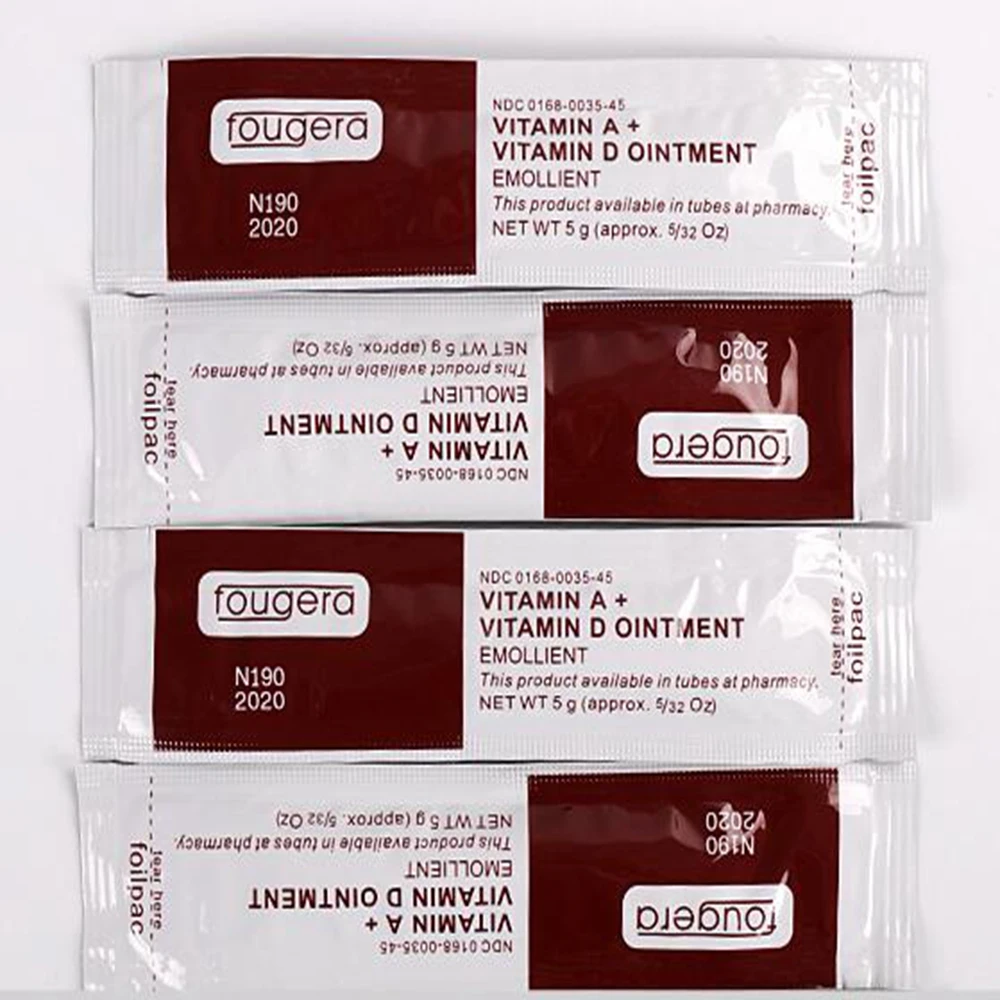 fougera
N190
2020
NDC 0168-0035-45
VITAMIN A +
VITAMIN D OINTMENT
EMOLLIENT
This product available in tubes at pharmacy.
NET WT 5 g (approx. 5/32 Oz)
tear here
foilpac
fougera
N190
2020
NDC 0168-0035-45
VITAMIN A +
VITAMIN D OINTMENT
EMOLLIENT
This product available in tubes at pharmacy.
NET WT 5 g (approx. 5/32 Oz)
tear here
foilpac
fougera
N190
2020
NDC 0168-0035-45
VITAMIN A +
VITAMIN D OINTMENT
EMOLLIENT
This product available in tubes at pharmacy.
NET WT 5 g (approx. 5/32 Oz)
tear here
foilpac
fougera
N190
2020
NDC 0168-0035-45
VITAMIN A +
VITAMIN D OINTMENT
EMOLLIENT
This product available in tubes at pharmacy.
NET WT 5 g (approx. 5/32 Oz)
tear here
foilpac